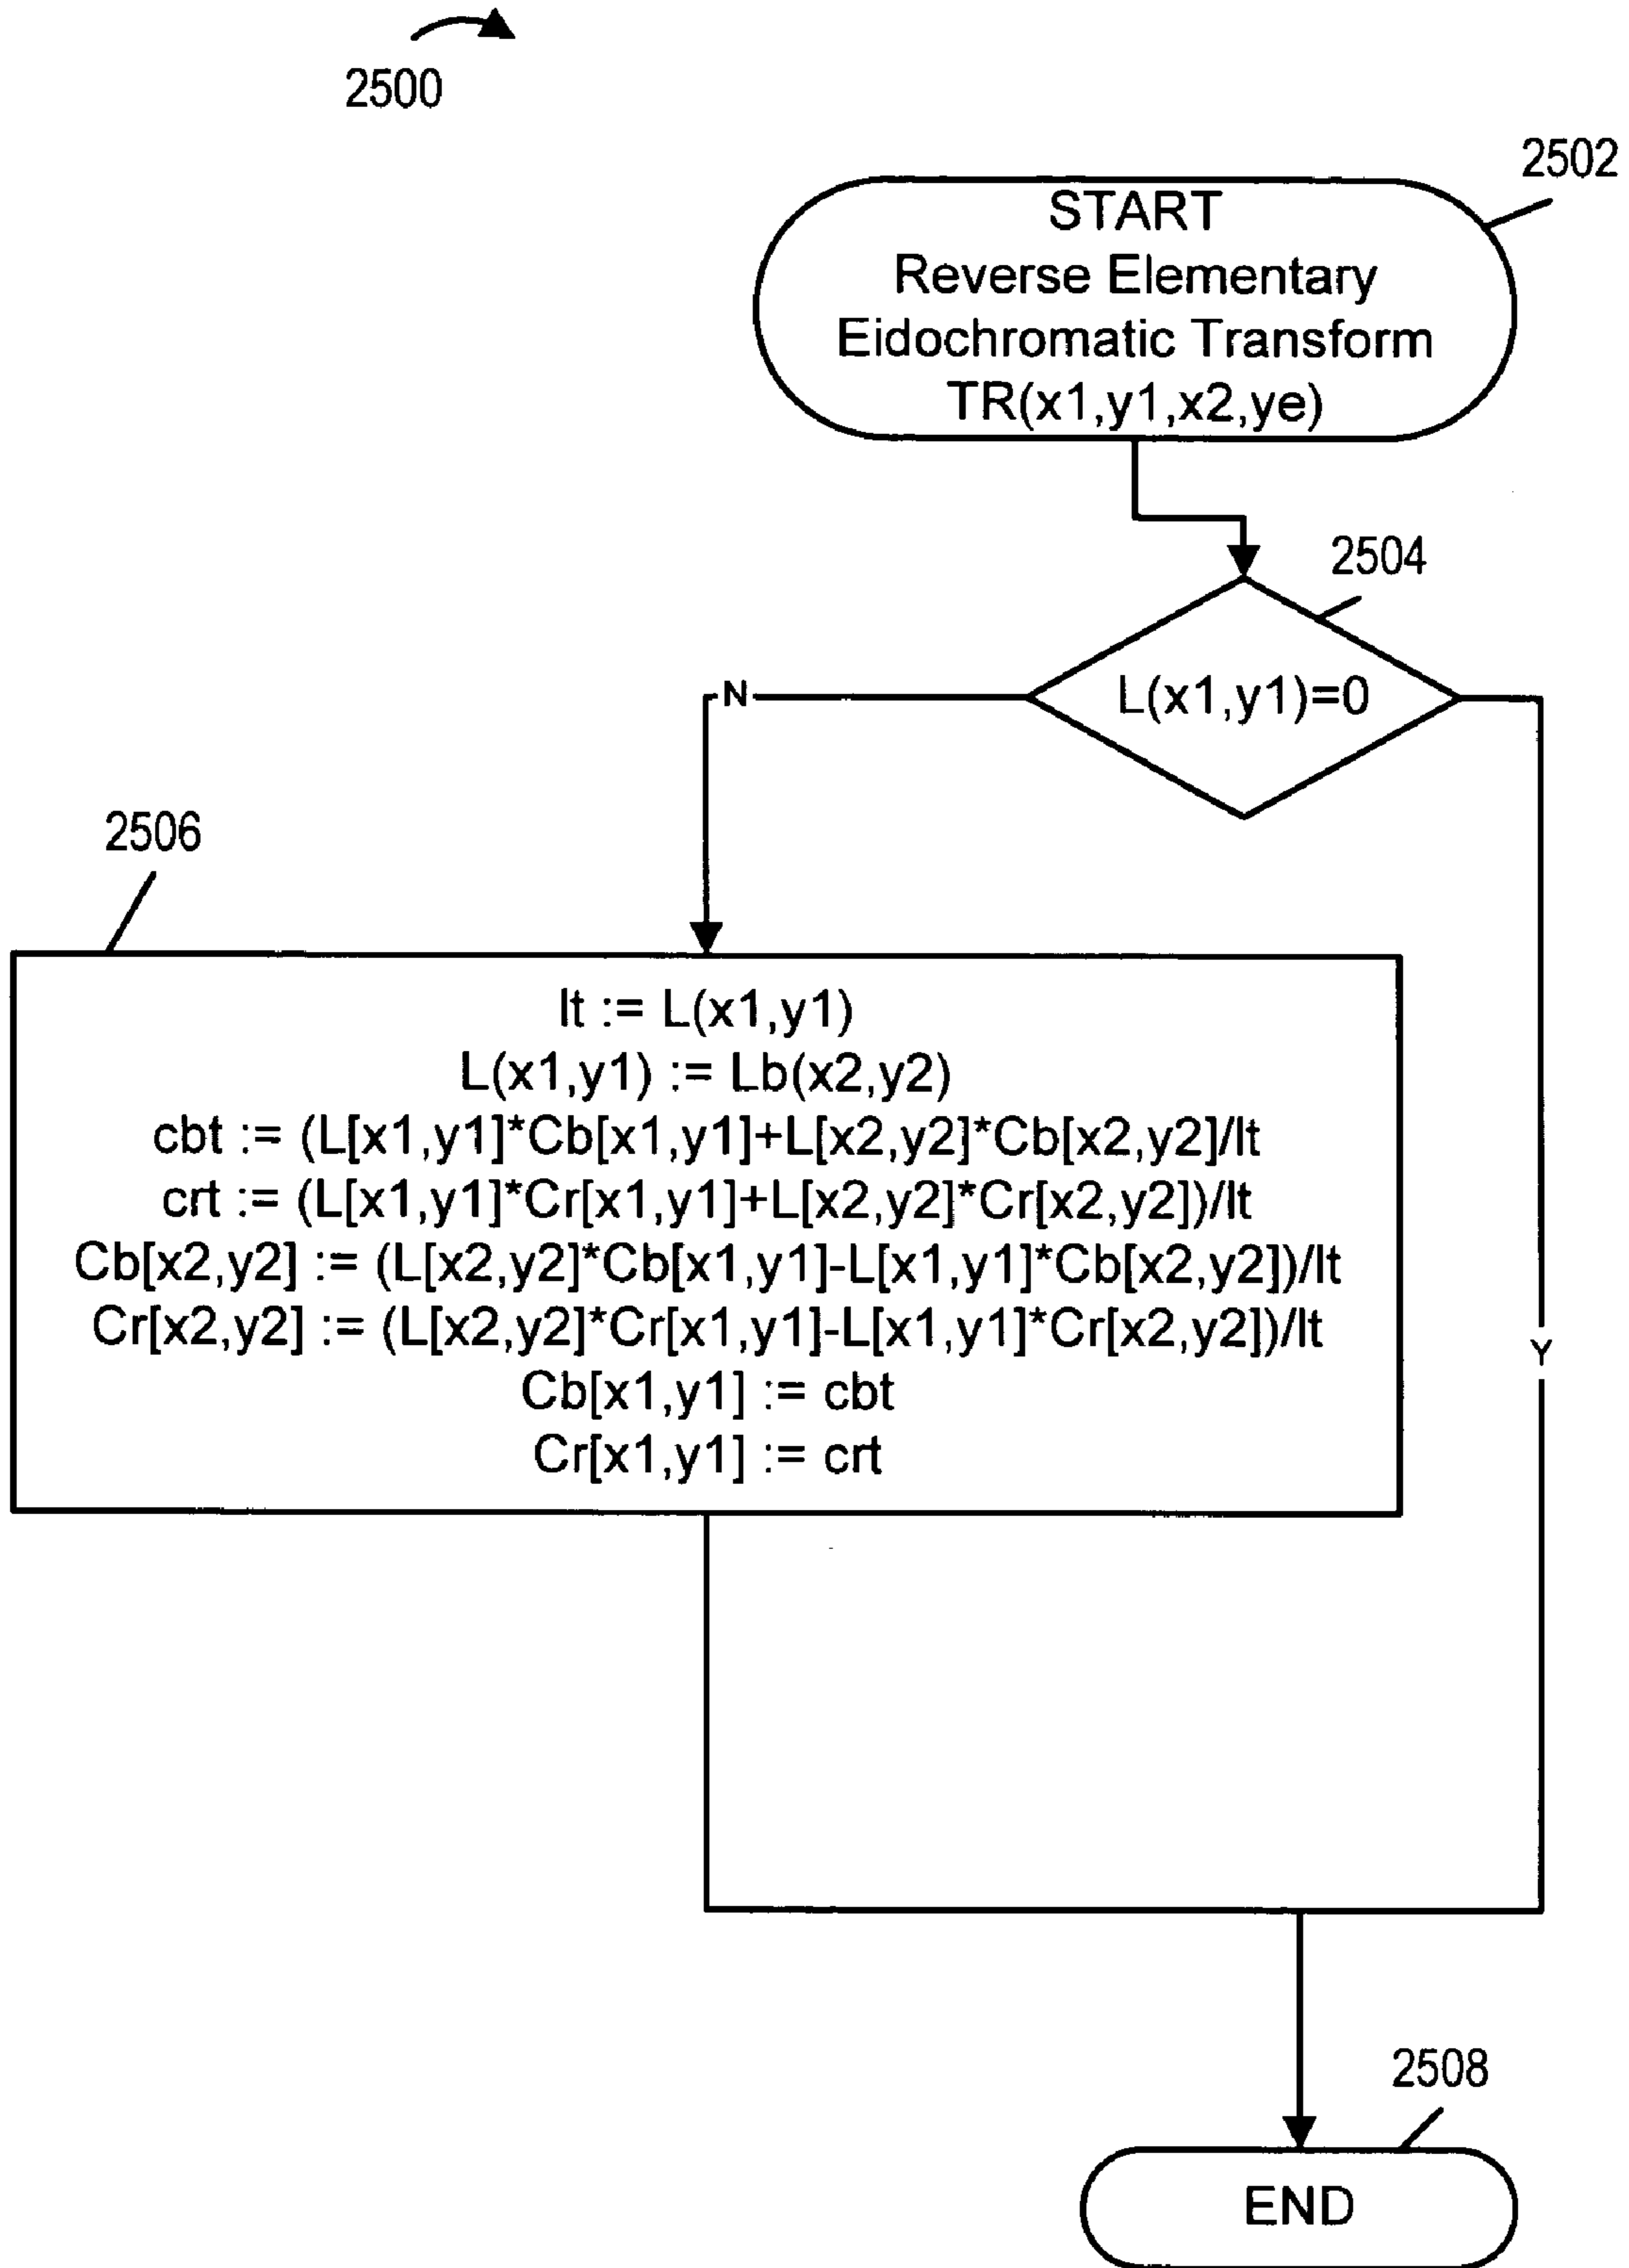 2500
2502
START
Reverse Elementary
Eidochromatic Transform
TR(x1,y1,x2,ye)
2504
L(x1,y1)=0
N
2506
lt := L(x1,y1)
L(x1,y1) := Lb(x2,y2)
cbt := (L[x1,y1]*Cb[x1,y1]+L[x2,y2]*Cb[x2,y2]/lt
crt := (L[x1,y1]*Cr[x1,y1]+L[x2,y2]*Cr[x2,y2])/lt
Cb[x2,y2] := (L[x2,y2]*Cb[x1,y1]-L[x1,y1]*Cb[x2,y2])/lt
Cr[x2,y2] := (L[x2,y2]*Cr[x1,y1]-L[x1,y1]*Cr[x2,y2])/lt
Y
Cb[x1,y1] := cbt
Cr[x1,y1] := crt
2508
END